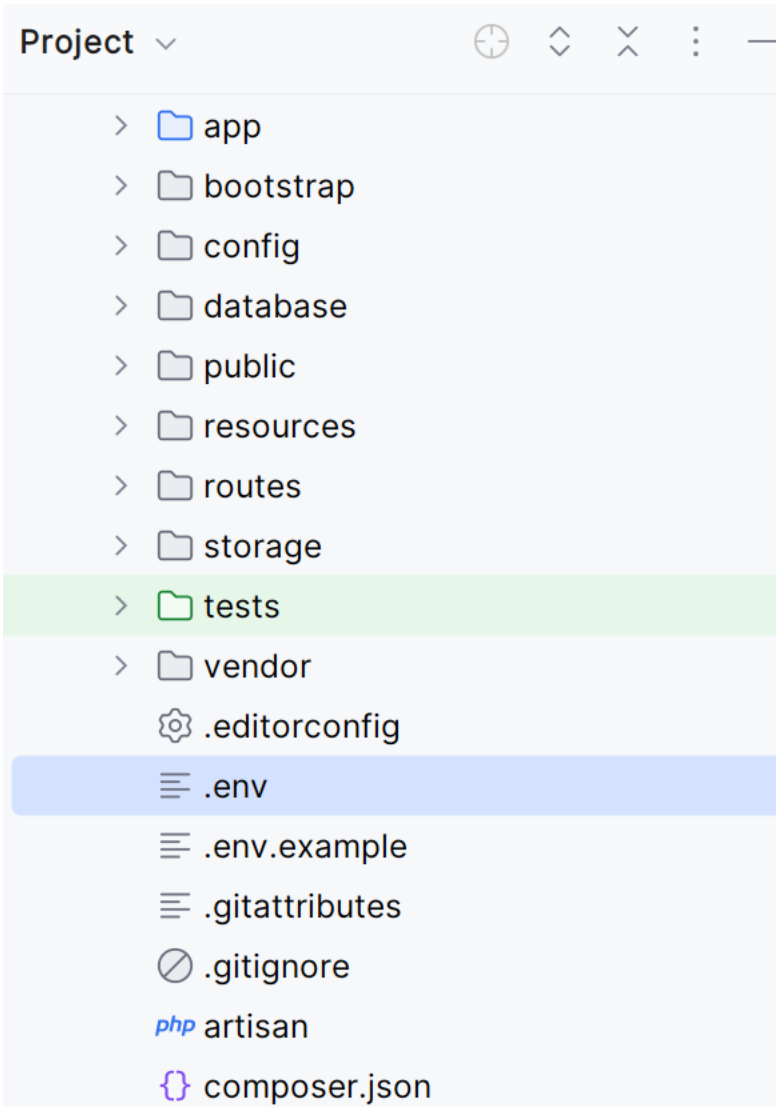 Project
app
bootstrap
config
database
public
resources
routes
storage
tests
vendor
.editorconfig
.env
.env.example
.gitattributes
.gitignore
php artisan
{} composer.json